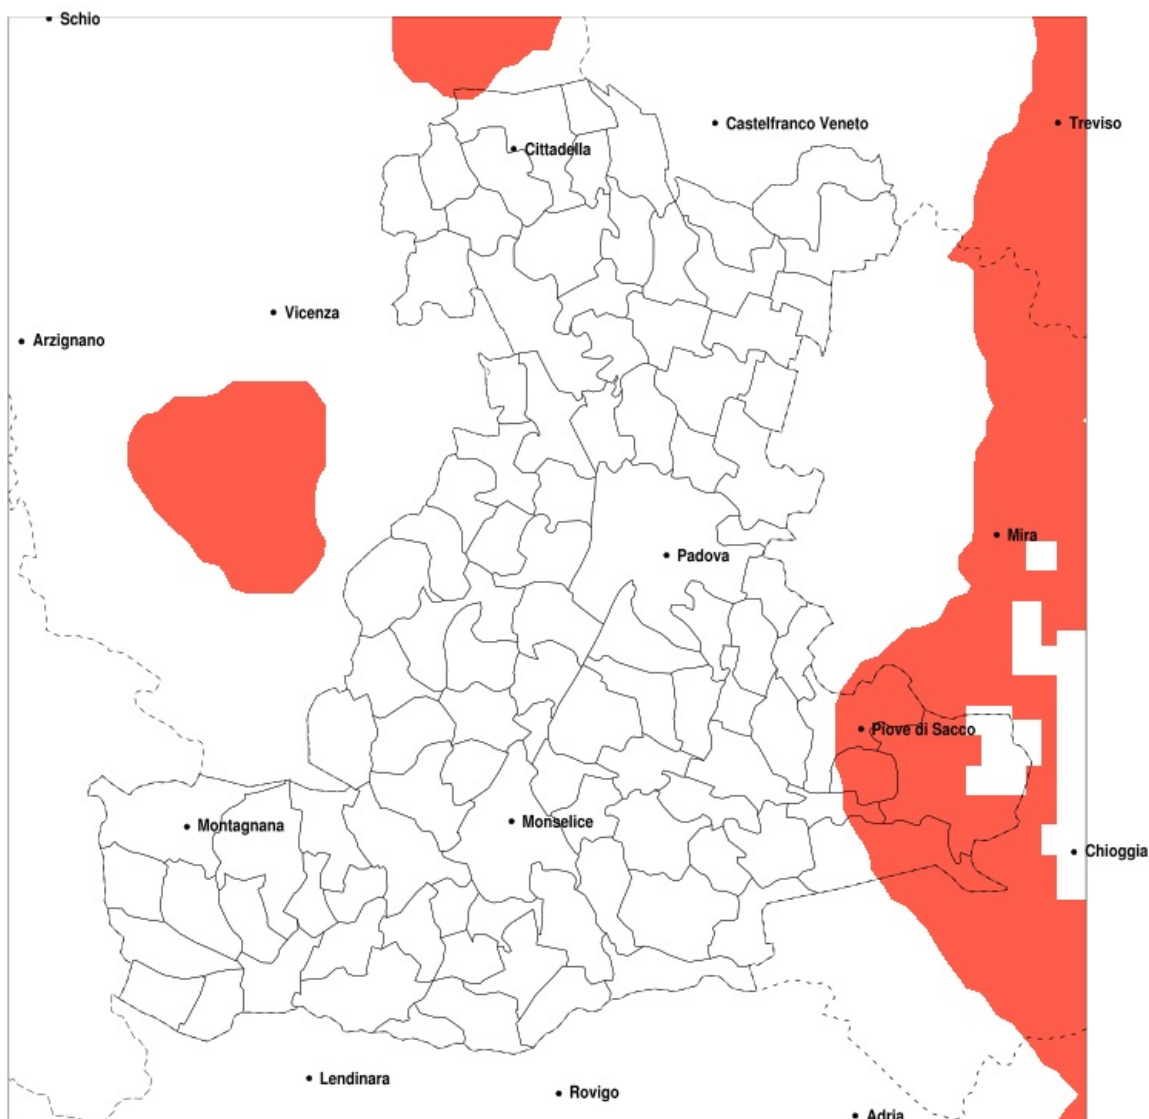 Schio
Castelfranco Veneto
Treviso
Cittadella
Vicenza
Arzignano
Mira
Padova
Piove di Sacco
Montagnana
Monselice
Chioggia
Lendinara
Rovigo
Adria